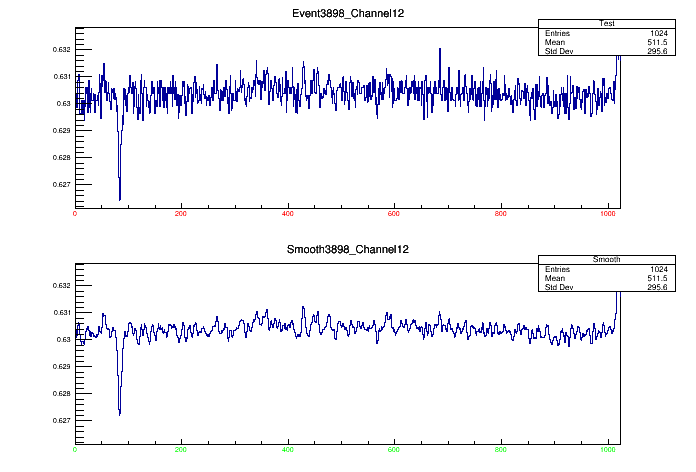 Event3898_Channel12
Test
Entries 1024
Mean 511.5
Std Dev 295.6
0.632
0.631
0.63
0.629
0.628
0.627
0 200 400 600 800 1000
Smooth3898_Channel12
Smooth
Entries 1024
Mean 511.5
Std Dev 295.6
0.632
0.631
0.63
0.629
0.628
0.627
0 200 400 600 800 1000